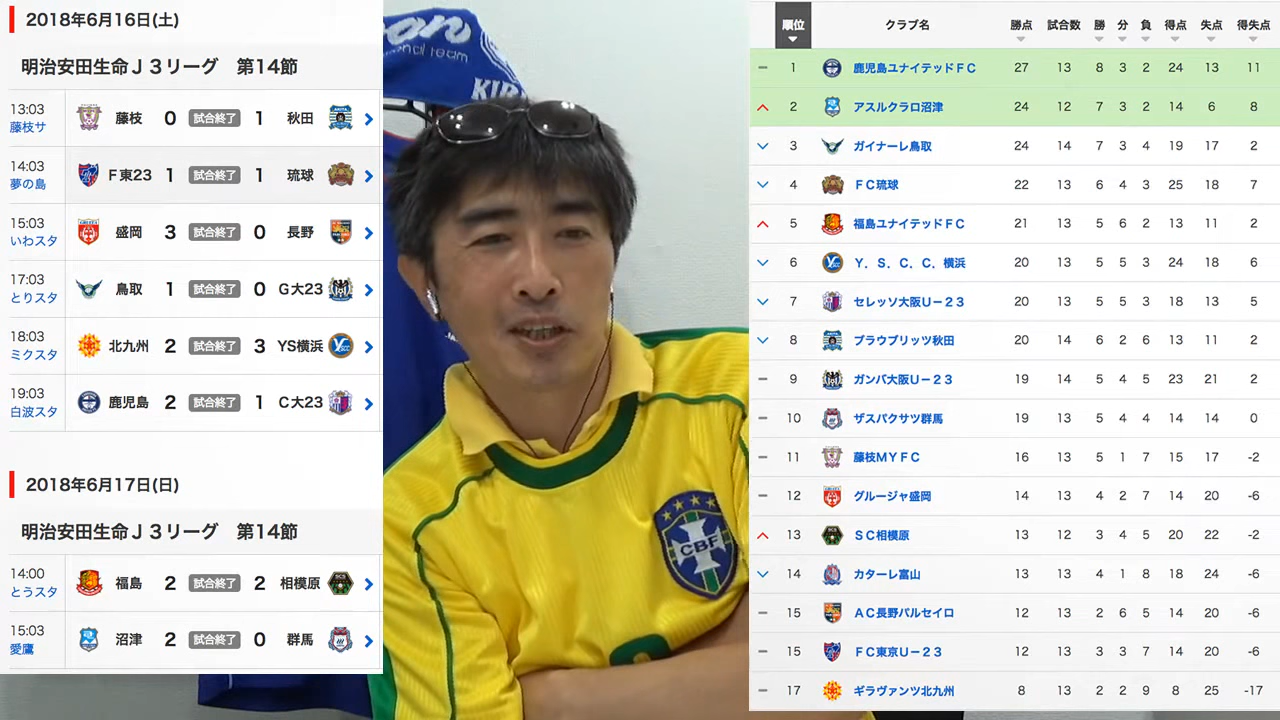 2018年6月16日(土)
明治安田生命Ｊ３リーグ　第14節
13:03
藤枝サ
藤枝 0 試合終了 1 秋田
14:03
夢の島
Ｆ東23 1 試合終了 1 琉球
15:03
いわスタ
盛岡 3 試合終了 0 長野
17:03
とりスタ
鳥取 1 試合終了 0 Ｇ大23
18:03
ミクスタ
北九州 2 試合終了 3 YS横浜
19:03
白波スタ
鹿児島 2 試合終了 1 Ｃ大23
2018年6月17日(日)
明治安田生命Ｊ３リーグ　第14節
14:00
とうスタ
福島 2 試合終了 2 相模原
15:03
愛鷹
沼津 2 試合終了 0 群馬
onal team
KIRI
CBF
順位 クラブ名 勝点 試合数 勝 分 負 得点 失点 得失点
1 鹿児島ユナイテッドＦＣ 27 13 8 3 2 24 13 11
2 アスルクラロ沼津 24 12 7 3 2 14 6 8
3 ガイナーレ鳥取 24 14 7 3 4 19 17 2
4 ＦＣ琉球 22 13 6 4 3 25 18 7
5 福島ユナイテッドＦＣ 21 13 5 6 2 13 11 2
6 Ｙ．Ｓ．Ｃ．Ｃ．横浜 20 13 5 5 3 24 18 6
7 セレッソ大阪Ｕ－２３ 20 13 5 5 3 18 13 5
8 ブラウブリッツ秋田 20 14 6 2 6 13 11 2
9 ガンバ大阪Ｕ－２３ 19 14 5 4 5 23 21 2
10 ザスパクサツ群馬 19 13 5 4 4 14 14 0
11 藤枝ＭＹＦＣ 16 13 5 1 7 15 17 -2
12 グルージャ盛岡 14 13 4 2 7 14 20 -6
13 ＳＣ相模原 13 12 3 4 5 20 22 -2
14 カターレ富山 13 13 4 1 8 18 24 -6
15 ＡＣ長野パルセイロ 12 13 2 6 5 14 20 -6
15 ＦＣ東京Ｕ－２３ 12 13 3 3 7 14 20 -6
17 ギラヴァンツ北九州 8 13 2 2 9 8 25 -17